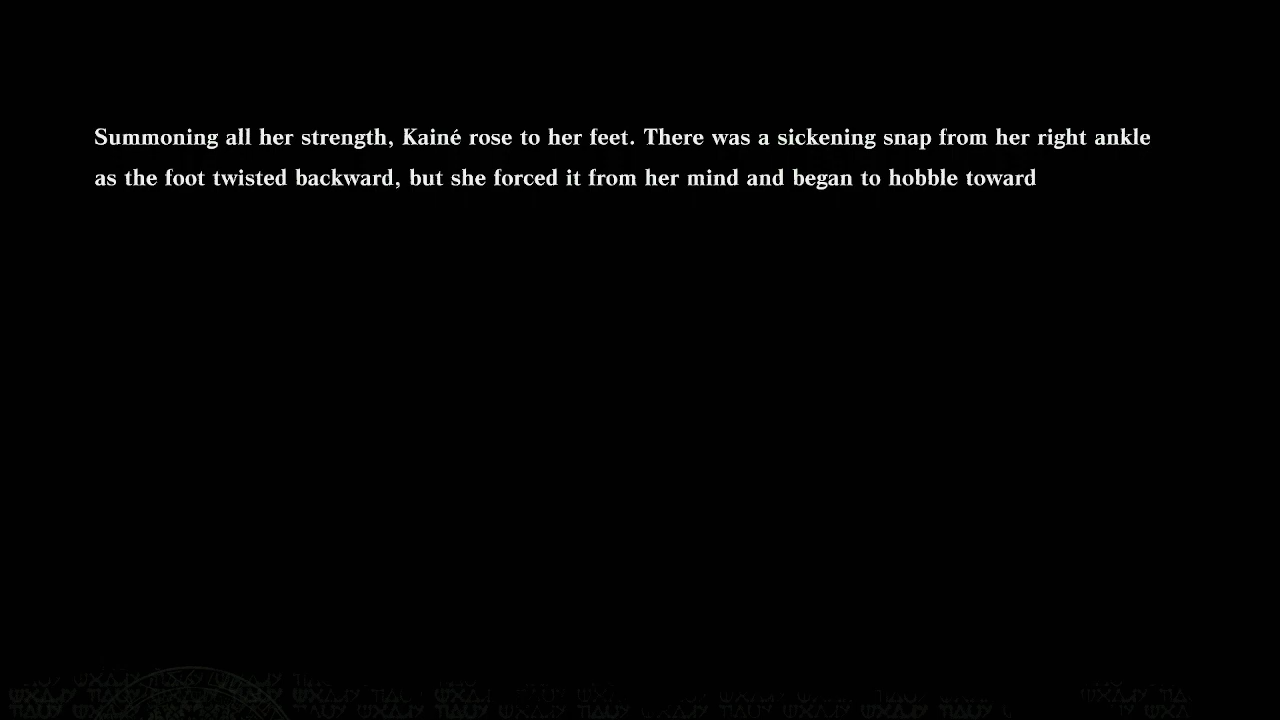 Summoning all her strength, Kainé rose to her feet. There was a sickening snap from her right ankle
as the foot twisted backward, but she forced it from her mind and began to hobble toward